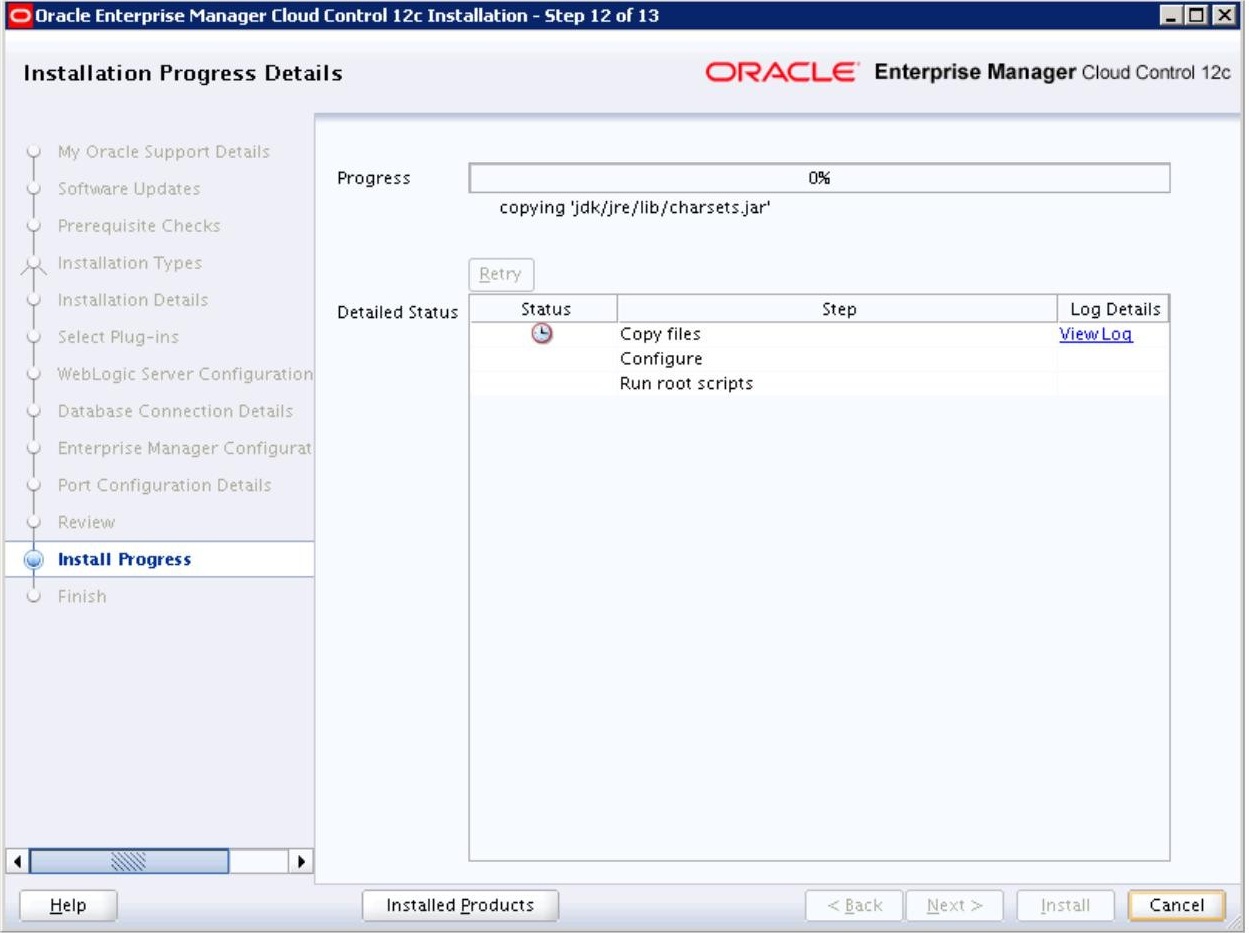 Oracle Enterprise Manager Cloud Control 12c Installation - Step 12 of 13
Installation Progress Details
ORACLE Enterprise Manager Cloud Control 12c
My Oracle Support Details
Software Updates
Prerequisite Checks
Installation Types
Installation Details
Select Plug-ins
WebLogic Server Configuration
Database Connection Details
Enterprise Manager Configurat
Port Configuration Details
Review
Install Progress
Finish
Progress
0%
copying 'jdk/jre/lib/charsets.jar'
Retry
Detailed Status
Status Step Log Details
Copy files View Log
Configure
Run root scripts
Help Installed Products < Back Next > Install Cancel